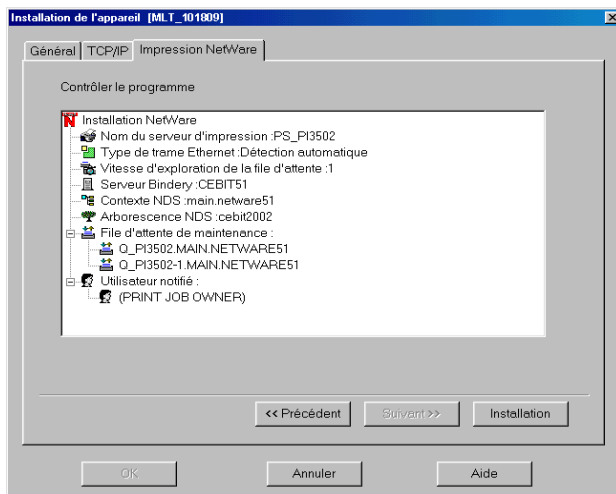 Installation de l'appareil [MLT_101809]
Général TCP/IP Impression NetWare
Contrôler le programme
Installation NetWare
Nom du serveur d'impression :PS_PI3502
Type de trame Ethernet :Détection automatique
Vitesse d'exploration de la file d'attente :1
Serveur Bindery :CEBIT51
Contexte NDS :main.netware51
Arborescence NDS :cebit2002
File d'attente de maintenance :
Q_PI3502.MAIN.NETWARE51
Q_PI3502-1.MAIN.NETWARE51
Utilisateur notifié :
(PRINT JOB OWNER)
<< Précédent Suivant >> Installation
OK Annuler Aide